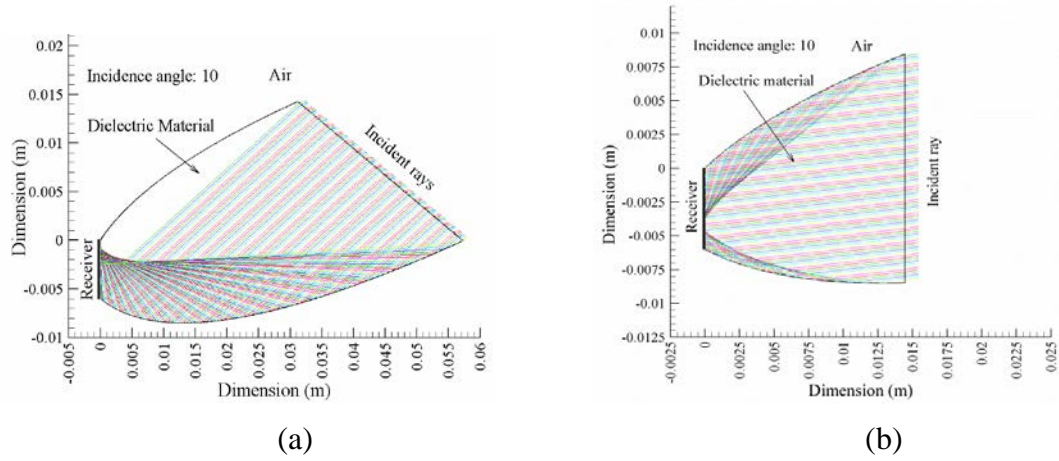 0.02
0.015
0.01
0.005
0
-0.005
-0.01
Dimension (m)
Incidence angle: 10
Air
Dielectric Material
Incident rays
Receiver
-0.005
0
0.005
0.01
0.015
0.02
0.025
0.03
0.035
0.04
0.045
0.05
0.055
0.06
Dimension (m)
(a)
0.01
0.0075
0.005
0.0025
0
-0.0025
-0.005
-0.0075
-0.01
-0.0125
Dimension (m)
Incidence angle: 10
Air
Dielectric material
Incident ray
Receiver
-0.0025
0
0.0025
0.005
0.0075
0.01
0.0125
0.015
0.0175
0.02
0.0225
0.025
Dimension (m)
(b)